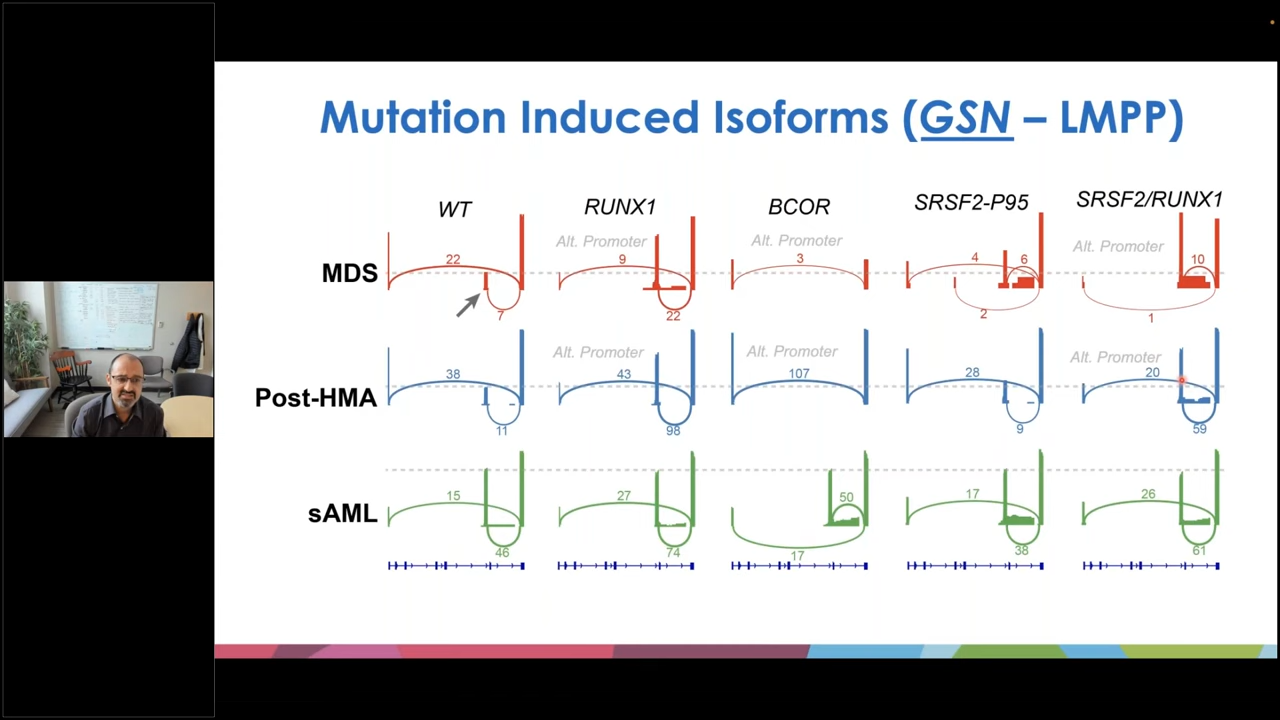 Mutation Induced Isoforms (GSN – LMPP)
WT
RUNX1
BCOR
SRSF2-P95
SRSF2/RUNX1
MDS
22
7
Alt. Promoter
9
22
Alt. Promoter
3
4
6
2
Alt. Promoter
10
1
Post-HMA
38
11
Alt. Promoter
43
98
Alt. Promoter
107
28
9
Alt. Promoter
20
59
sAML
15
46
27
74
50
17
17
38
26
61